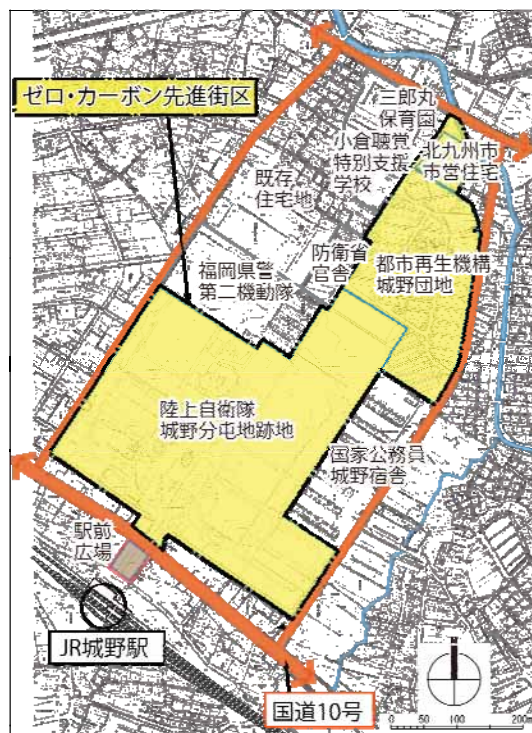 ゼロ・カーボン先進街区
三郎丸
保育園
小倉聴覚
特別支援
学校
北九州市
市営住宅
既存
住宅地
防衛省
官舎
都市再生機構
城野団地
福岡県警
第二機動隊
陸上自衛隊
城野分屯地跡地
国家公務員
城野宿舎
駅前
広場
JR城野駅
国道10号
N
0 50 100 200m